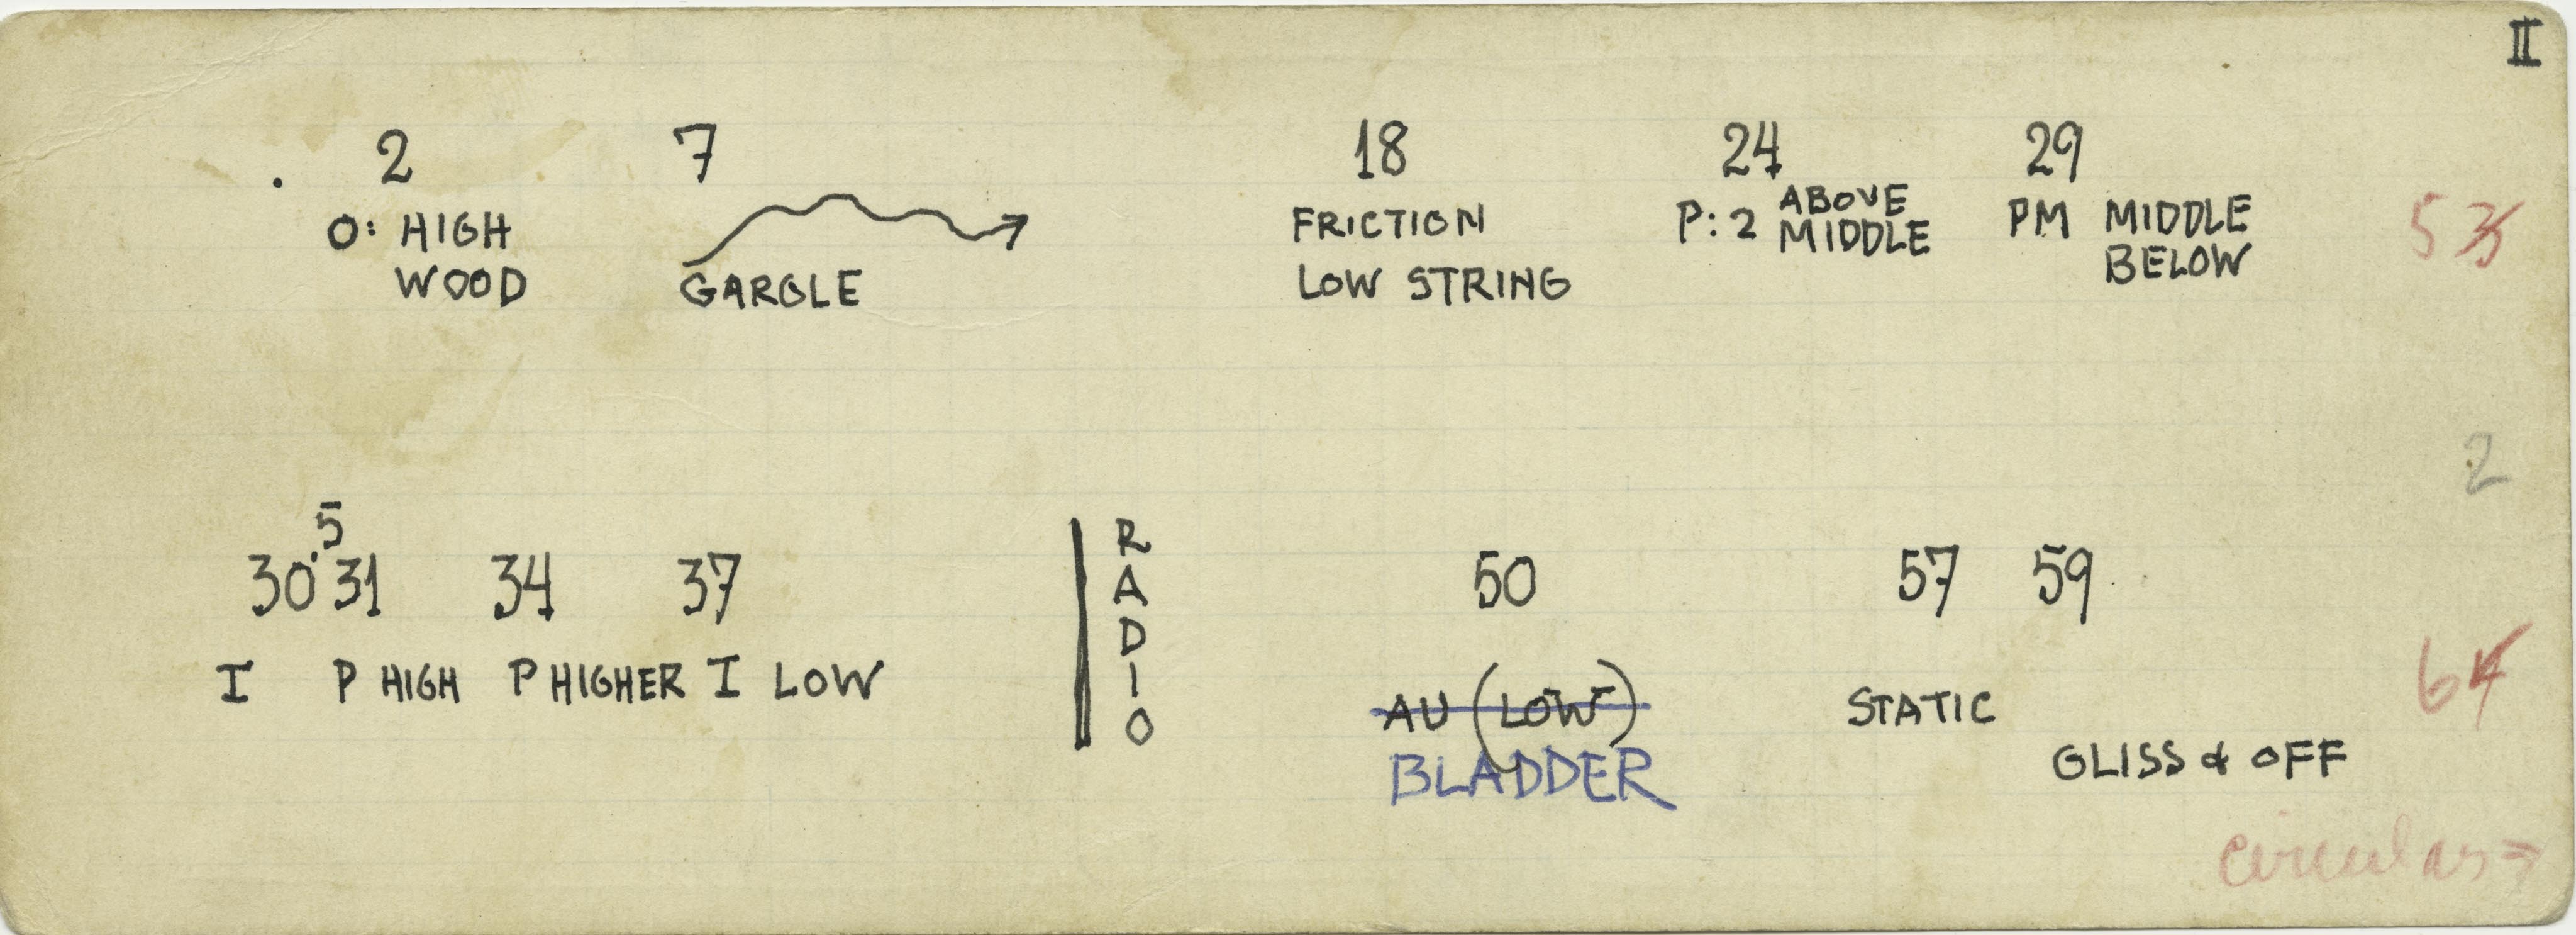 II
2 7 18 24 29
O: HIGH WOOD
GARGLE
FRICTION
LOW STRING
P: 2 ABOVE MIDDLE
PM MIDDLE BELOW
5
2
30.5 31 34 37
I P HIGH P HIGHER I LOW
RADIO
50 57 59
AU (LOW)
BLADDER
STATIC
GLISS & OFF
6
circular